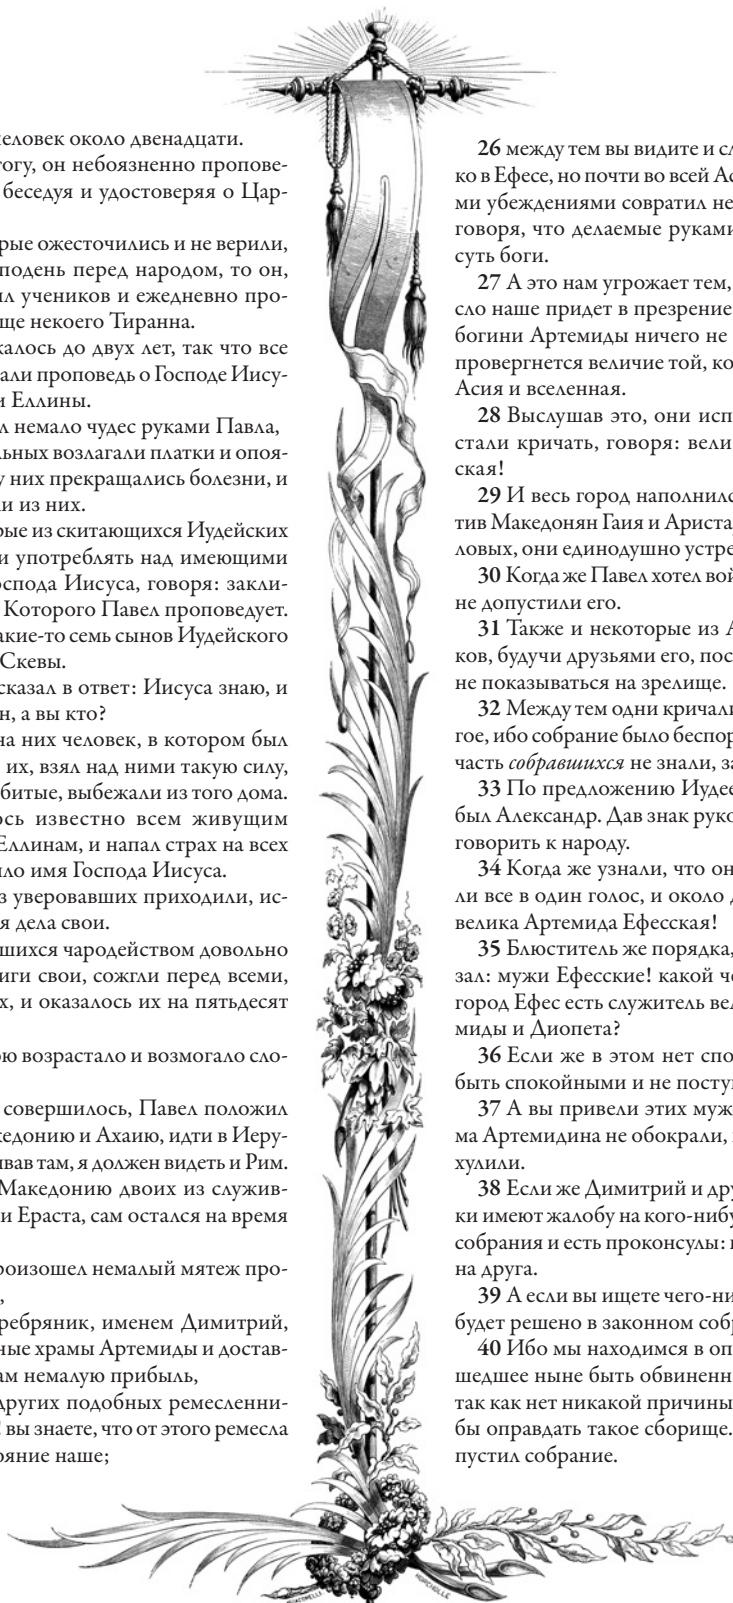 человек около двенадцати.
огу, он небоязненно пропове-
беседуя и удостоверяя о Цар-
рые ожесточились и не верили,
подень перед народом, то он,
л учеников и ежедневно про-
ще некоего Тиранна.
жалось до двух лет, так что все
али проповедь о Господе Иису-
и Еллины.
л немало чудес руками Павла,
льных возлагали платки и опоя-
у них прекращались болезни, и
и из них.
рые из скитающихся Иудейских
и употреблять над имеющими
оспода Иисуса, говоря: закли-
Которого Павел проповедует.
акие-то семь сынов Иудейского
Скевы.
сказал в ответ: Иисуса знаю, и
н, а вы кто?
на них человек, в котором был
их, взял над ними такую силу,
битые, выбежали из того дома.
ось известно всем живущим
Еллинам, и напал страх на всех
ло имя Господа Иисуса.
з уверовавших приходили, ис-
я дела свои.
вшихся чародейством довольно
иги свои, сожгли перед всеми,
х, и оказалось их на пятьдесят
ою возрастало и возмогало сло-
совершилось, Павел положил
кедонию и Ахаию, идти в Иеру-
ывав там, я должен видеть и Рим.
Македонию двоих из служив-
и Ераста, сам остался на время
роизошел немалый мятеж про-
ребряник, именем Димитрий,
ные храмы Артемиды и достав-
ам немалую прибыль,
других подобных ремесленни-
вы знаете, что от этого ремесла
ояние наше;
26 между тем вы видите и сл
ко в Ефесе, но почти во всей Ас
ми убеждениями совратил не
говоря, что делаемые руками
суть боги.
27 А это нам угрожает тем,
сло наше придет в презрение
богини Артемиды ничего не
провергнется величие той, ко
Асия и вселенная.
28 Выслушав это, они исп
стали кричать, говоря: вели
ская!
29 И весь город наполнилс
тив Македонян Гаия иАриста
ловых, они единодушно устре
30 Когда же Павел хотел вой
не допустили его.
31 Также и некоторые из А
ков, будучи друзьями его, пос
не показываться на зрелище.
32 Между тем одни кричали
гое, ибо собрание было беспор
часть собравшихся не знали, за
33 По предложению Иудее
был Александр. Дав знак руко
говорить к народу.
34 Когда же узнали, что он
ли все в один голос, и около д
велика Артемида Ефесская!
35 Блюститель же порядка,
зал: мужи Ефесские! какой че
город Ефес есть служитель вел
миды и Диопета?
36 Если же в этом нет спо
быть спокойными и не посту
37 А вы привели этих муж
ма Артемидина не обокрали,
хулили.
38 Если же Димитрий и дру
ки имеют жалобу на кого-нибу
собрания и есть проконсулы:
на друга.
39 А если вы ищете чего-ни
будет решено в законном собр
40 Ибо мы находимся в оп
шедшее ныне быть обвиненн
так как нет никакой причины
бы оправдать такое сборище.
пустил собрание.